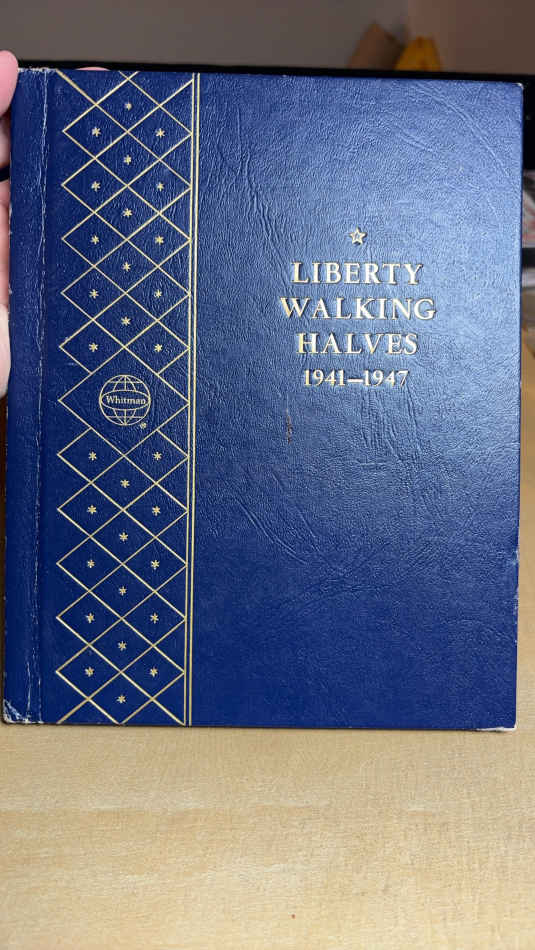 LIBERTY
WALKING
HALVES
1941–1947
Whitman
®